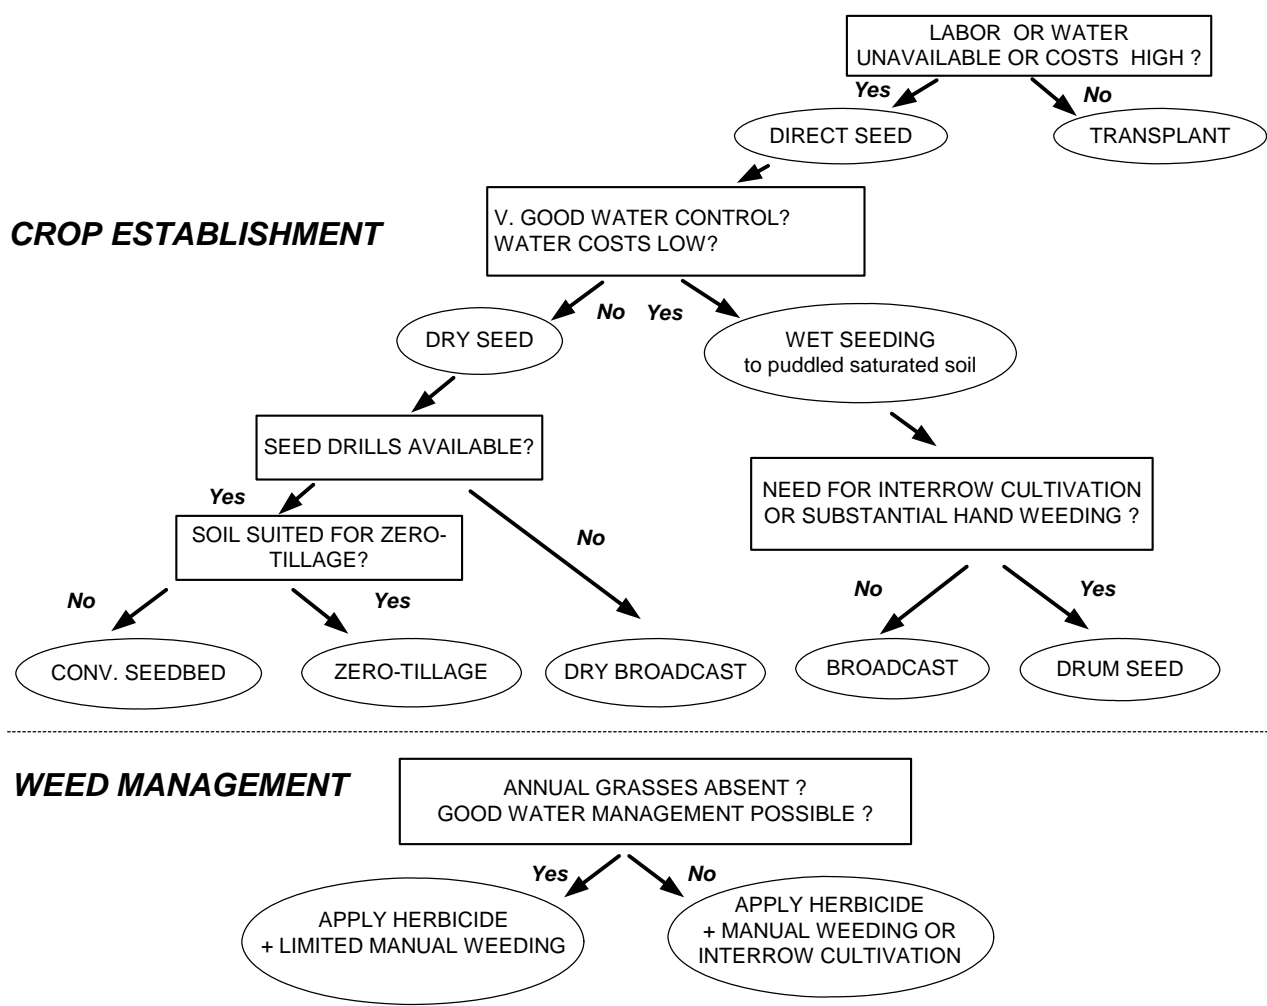 LABOR OR WATER
UNAVAILABLE OR COSTS HIGH ?
Yes
No
DIRECT SEED
TRANSPLANT
CROP ESTABLISHMENT
V. GOOD WATER CONTROL?
WATER COSTS LOW?
No
Yes
DRY SEED
WET SEEDING
to puddled saturated soil
SEED DRILLS AVAILABLE?
NEED FOR INTERROW CULTIVATION
OR SUBSTANTIAL HAND WEEDING ?
Yes
No
SOIL SUITED FOR ZERO-
TILLAGE?
No
Yes
No
Yes
CONV. SEEDBED
ZERO-TILLAGE
DRY BROADCAST
BROADCAST
DRUM SEED
WEED MANAGEMENT
ANNUAL GRASSES ABSENT ?
GOOD WATER MANAGEMENT POSSIBLE ?
Yes
No
APPLY HERBICIDE
+ LIMITED MANUAL WEEDING
APPLY HERBICIDE
+ MANUAL WEEDING OR
INTERROW CULTIVATION